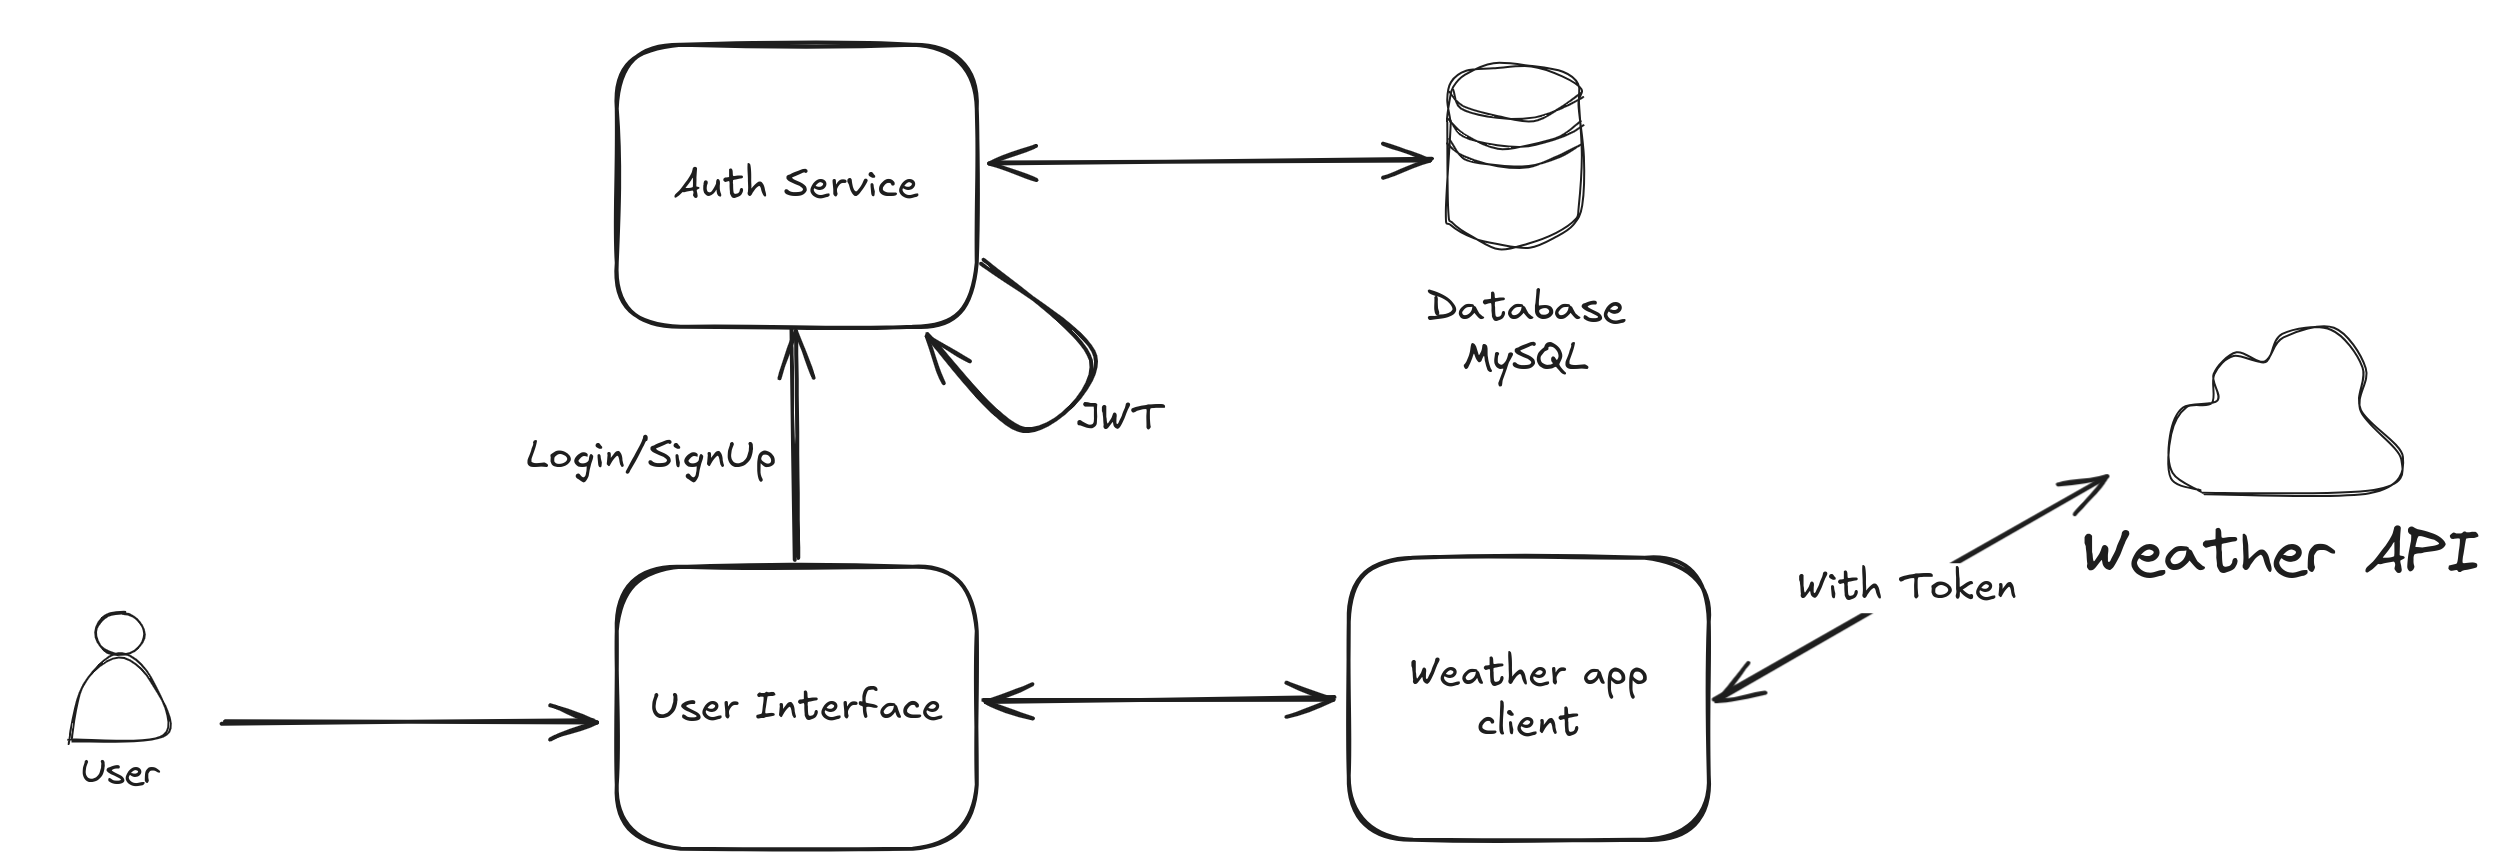 Auth Service
Database
MySQL
JWT
Login/SignUp
Weather API
With Token
User Interface
Weather app
client
User